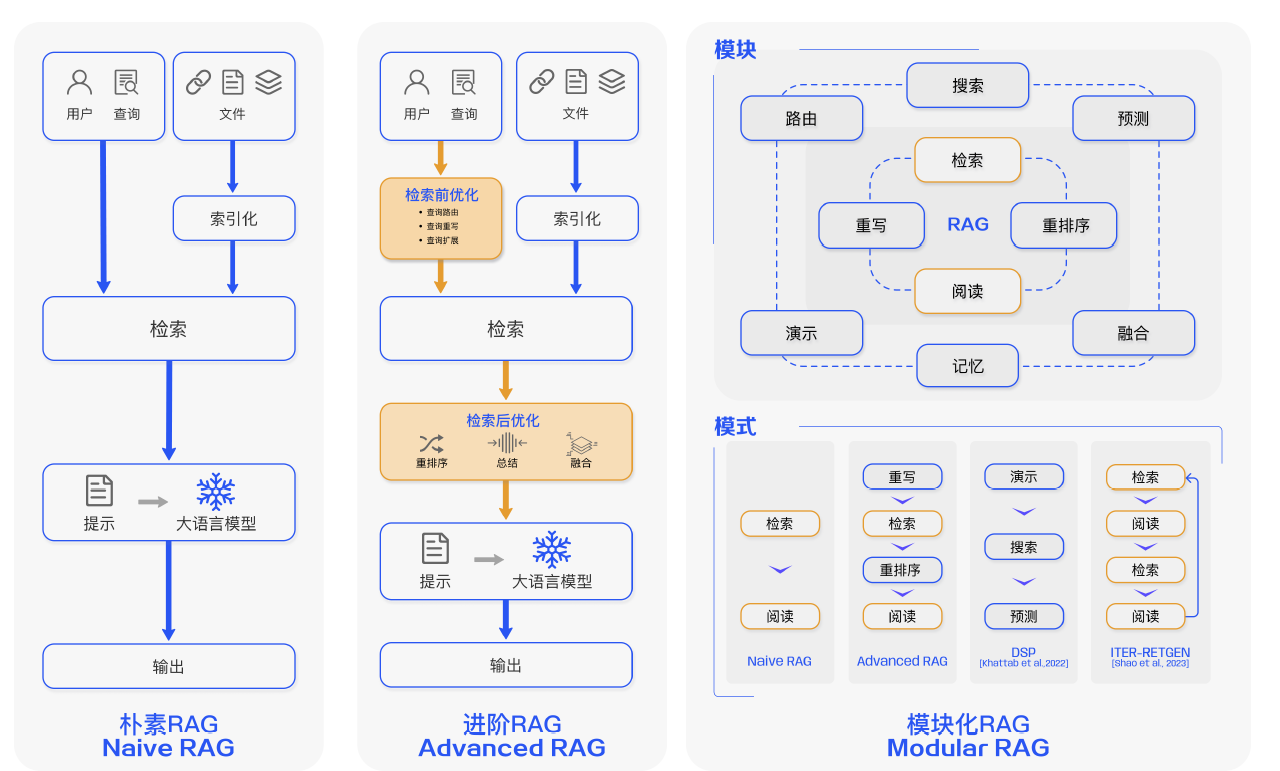 用户
查询
文件
索引化
检索
提示
大语言模型
输出
朴素RAG
Naive RAG
用户
查询
文件
检索前优化
• 查询路由
• 查询重写
• 查询扩展
索引化
检索
检索后优化
重排序
总结
融合
提示
大语言模型
输出
进阶RAG
Advanced RAG
模块
搜索
路由
预测
检索
重写
RAG
重排序
阅读
演示
融合
记忆
模式
检索
阅读
Naive RAG
重写
检索
重排序
阅读
Advanced RAG
演示
搜索
预测
DSP
[Khattab et al.,2022]
检索
阅读
检索
阅读
ITER-RETGEN
[Shao et al., 2023]
模块化RAG
Modular RAG